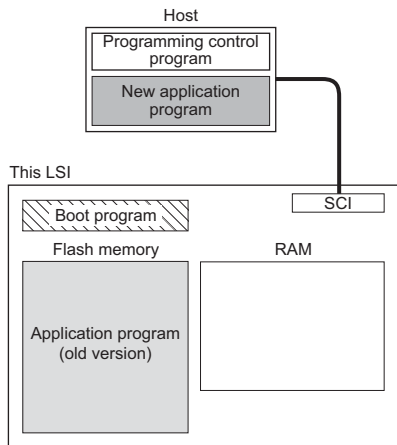 Host
Programming control
program
New application
program
This LSI
SCI
Boot program
Flash memory
RAM
Application program
(old version)